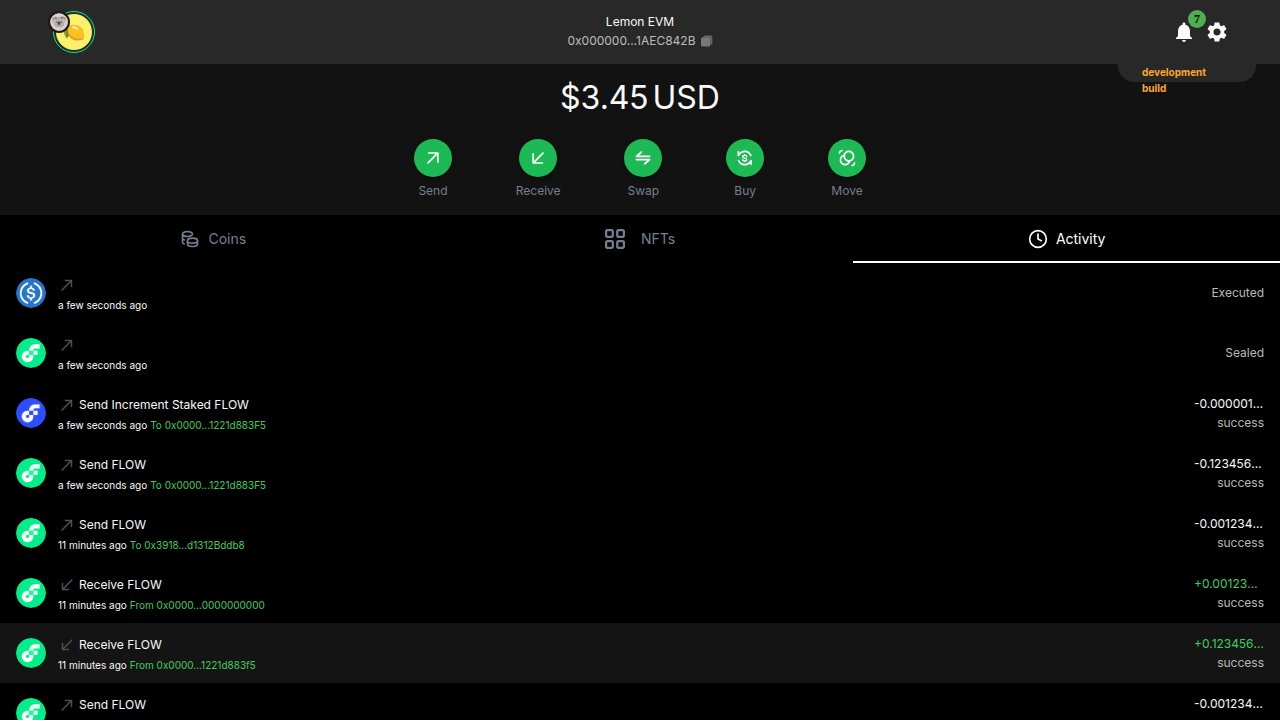 Lemon EVM
0x000000...1AEC842B
7
development
build
$3.45 USD
Send
Receive
Swap
Buy
Move
Coins
NFTs
Activity
a few seconds ago
Executed
a few seconds ago
Sealed
Send Increment Staked FLOW
-0.000001...
a few seconds ago To 0x0000...1221d883F5
success
Send FLOW
-0.123456...
a few seconds ago To 0x0000...1221d883F5
success
Send FLOW
-0.001234...
11 minutes ago To 0x3918...d1312Bddb8
success
Receive FLOW
+0.00123...
11 minutes ago From 0x0000...0000000000
success
Receive FLOW
+0.123456...
11 minutes ago From 0x0000...1221d883f5
success
Send FLOW
-0.001234...